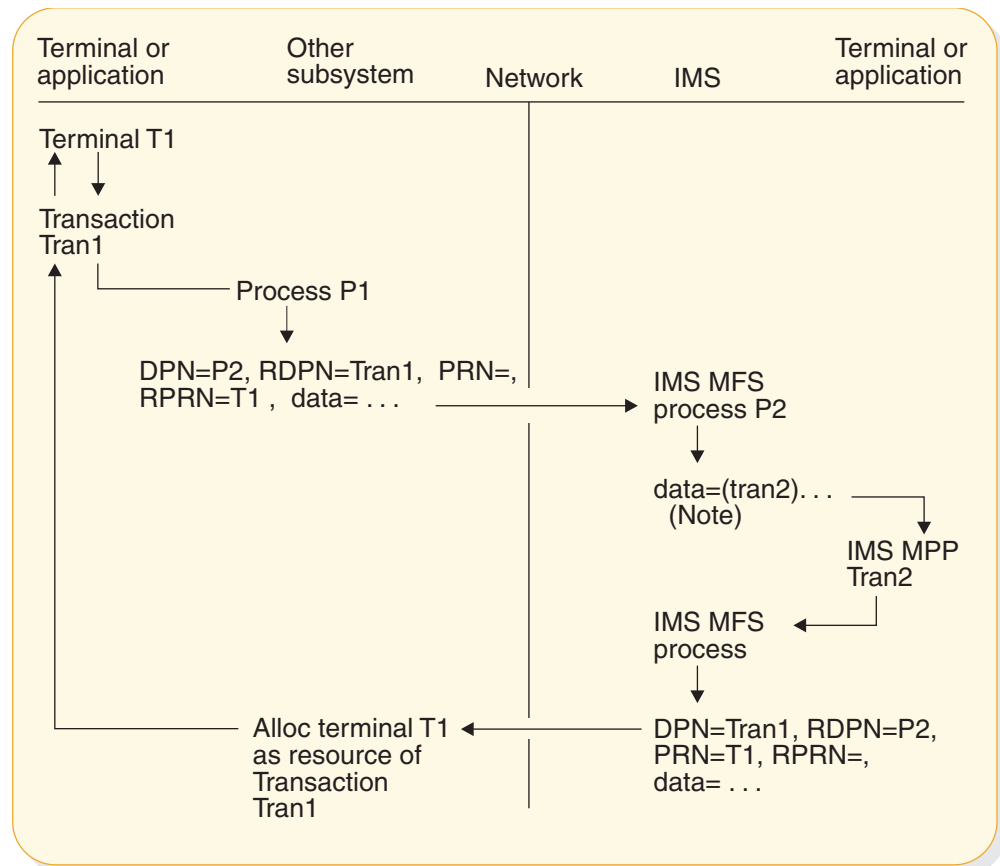 Terminal or
application
Other
subsystem
Network
IMS
Terminal or
application
Terminal T1
Transaction
Tran1
Process P1
DPN=P2, RDPN=Tran1, PRN=,
RPRN=T1 , data= . . .
IMS MFS
process P2
data=(tran2). . .
(Note)
IMS MPP
Tran2
IMS MFS
process
DPN=Tran1, RDPN=P2,
PRN=T1, RPRN=,
data= . . .
Alloc terminal T1
as resource of
Transaction
Tran1